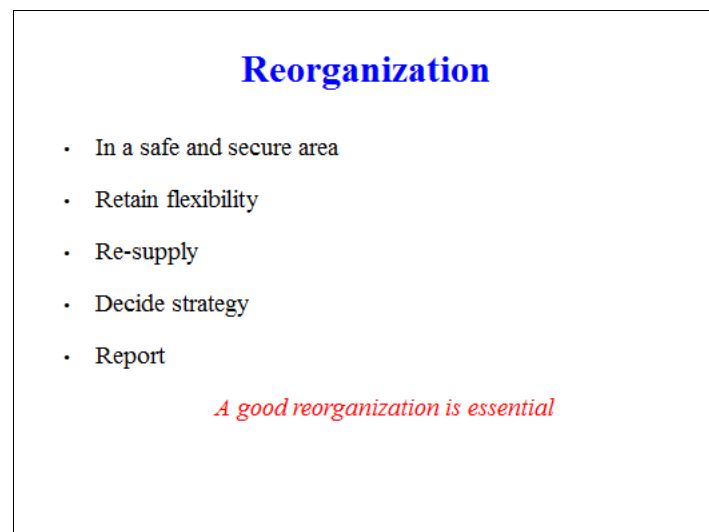 Reorganization
• In a safe and secure area
• Retain flexibility
• Re-supply
• Decide strategy
• Report
A good reorganization is essential